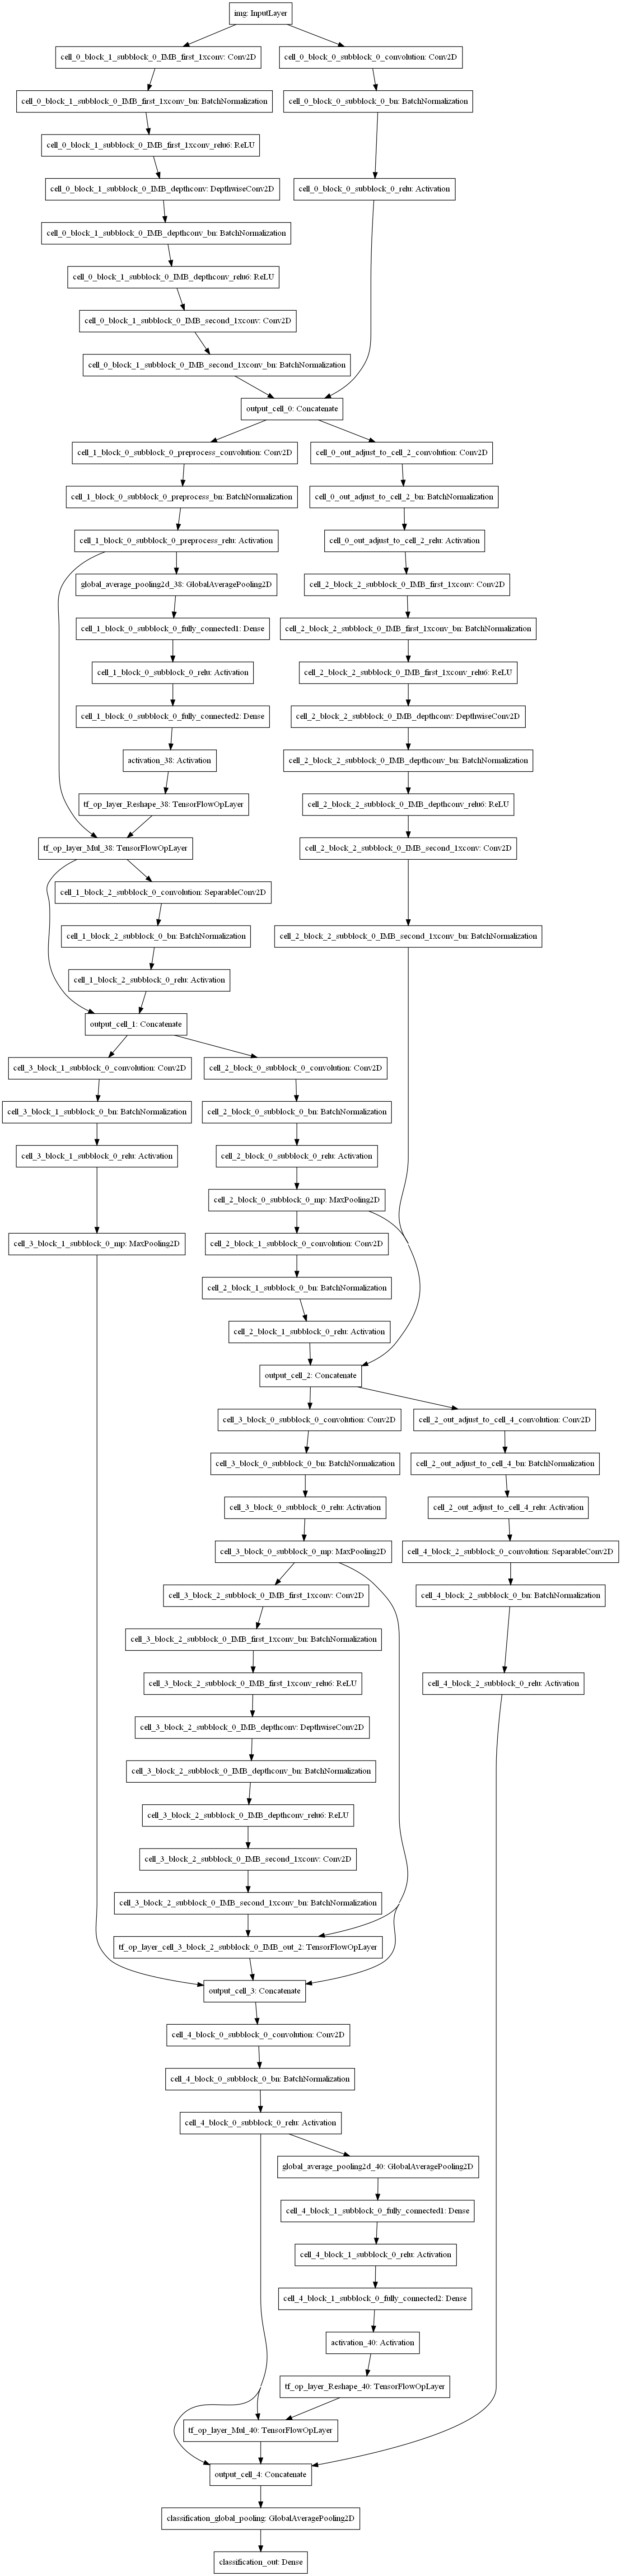 img: InputLayer
cell_0_block_1_subblock_0_IMB_first_1xconv: Conv2D
cell_0_block_0_subblock_0_convolution: Conv2D
cell_0_block_1_subblock_0_IMB_first_1xconv_bn: BatchNormalization
cell_0_block_0_subblock_0_bn: BatchNormalization
cell_0_block_1_subblock_0_IMB_first_1xconv_relu6: ReLU
cell_0_block_1_subblock_0_IMB_depthconv: DepthwiseConv2D
cell_0_block_0_subblock_0_relu: Activation
cell_0_block_1_subblock_0_IMB_depthconv_bn: BatchNormalization
cell_0_block_1_subblock_0_IMB_depthconv_relu6: ReLU
cell_0_block_1_subblock_0_IMB_second_1xconv: Conv2D
cell_0_block_1_subblock_0_IMB_second_1xconv_bn: BatchNormalization
output_cell_0: Concatenate
cell_1_block_0_subblock_0_preprocess_convolution: Conv2D
cell_0_out_adjust_to_cell_2_convolution: Conv2D
cell_1_block_0_subblock_0_preprocess_bn: BatchNormalization
cell_0_out_adjust_to_cell_2_bn: BatchNormalization
cell_1_block_0_subblock_0_preprocess_relu: Activation
cell_0_out_adjust_to_cell_2_relu: Activation
global_average_pooling2d_38: GlobalAveragePooling2D
cell_2_block_2_subblock_0_IMB_first_1xconv: Conv2D
cell_1_block_0_subblock_0_fully_connected1: Dense
cell_2_block_2_subblock_0_IMB_first_1xconv_bn: BatchNormalization
cell_1_block_0_subblock_0_relu: Activation
cell_2_block_2_subblock_0_IMB_first_1xconv_relu6: ReLU
cell_1_block_0_subblock_0_fully_connected2: Dense
cell_2_block_2_subblock_0_IMB_depthconv: DepthwiseConv2D
activation_38: Activation
cell_2_block_2_subblock_0_IMB_depthconv_bn: BatchNormalization
tf_op_layer_Reshape_38: TensorFlowOpLayer
cell_2_block_2_subblock_0_IMB_depthconv_relu6: ReLU
tf_op_layer_Mul_38: TensorFlowOpLayer
cell_2_block_2_subblock_0_IMB_second_1xconv: Conv2D
cell_1_block_2_subblock_0_convolution: SeparableConv2D
cell_1_block_2_subblock_0_bn: BatchNormalization
cell_2_block_2_subblock_0_IMB_second_1xconv_bn: BatchNormalization
cell_1_block_2_subblock_0_relu: Activation
output_cell_1: Concatenate
cell_3_block_1_subblock_0_convolution: Conv2D
cell_2_block_0_subblock_0_convolution: Conv2D
cell_3_block_1_subblock_0_bn: BatchNormalization
cell_2_block_0_subblock_0_bn: BatchNormalization
cell_3_block_1_subblock_0_relu: Activation
cell_2_block_0_subblock_0_relu: Activation
cell_2_block_0_subblock_0_mp: MaxPooling2D
cell_3_block_1_subblock_0_mp: MaxPooling2D
cell_2_block_1_subblock_0_convolution: Conv2D
cell_2_block_1_subblock_0_bn: BatchNormalization
cell_2_block_1_subblock_0_relu: Activation
output_cell_2: Concatenate
cell_3_block_0_subblock_0_convolution: Conv2D
cell_2_out_adjust_to_cell_4_convolution: Conv2D
cell_3_block_0_subblock_0_bn: BatchNormalization
cell_2_out_adjust_to_cell_4_bn: BatchNormalization
cell_3_block_0_subblock_0_relu: Activation
cell_2_out_adjust_to_cell_4_relu: Activation
cell_3_block_0_subblock_0_mp: MaxPooling2D
cell_4_block_2_subblock_0_convolution: SeparableConv2D
cell_3_block_2_subblock_0_IMB_first_1xconv: Conv2D
cell_4_block_2_subblock_0_bn: BatchNormalization
cell_3_block_2_subblock_0_IMB_first_1xconv_bn: BatchNormalization
cell_3_block_2_subblock_0_IMB_first_1xconv_relu6: ReLU
cell_4_block_2_subblock_0_relu: Activation
cell_3_block_2_subblock_0_IMB_depthconv: DepthwiseConv2D
cell_3_block_2_subblock_0_IMB_depthconv_bn: BatchNormalization
cell_3_block_2_subblock_0_IMB_depthconv_relu6: ReLU
cell_3_block_2_subblock_0_IMB_second_1xconv: Conv2D
cell_3_block_2_subblock_0_IMB_second_1xconv_bn: BatchNormalization
tf_op_layer_cell_3_block_2_subblock_0_IMB_out_2: TensorFlowOpLayer
output_cell_3: Concatenate
cell_4_block_0_subblock_0_convolution: Conv2D
cell_4_block_0_subblock_0_bn: BatchNormalization
cell_4_block_0_subblock_0_relu: Activation
global_average_pooling2d_40: GlobalAveragePooling2D
cell_4_block_1_subblock_0_fully_connected1: Dense
cell_4_block_1_subblock_0_relu: Activation
cell_4_block_1_subblock_0_fully_connected2: Dense
activation_40: Activation
tf_op_layer_Reshape_40: TensorFlowOpLayer
tf_op_layer_Mul_40: TensorFlowOpLayer
output_cell_4: Concatenate
classification_global_pooling: GlobalAveragePooling2D
classification_out: Dense